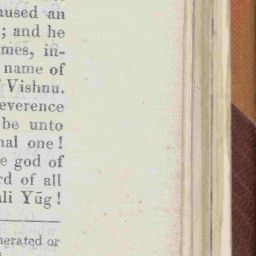 aused an
; and he
mes, in-
name of
Vishnu.
everence
be unto
nal one!
e god of
rd of all
ali Yūg!
nerated or